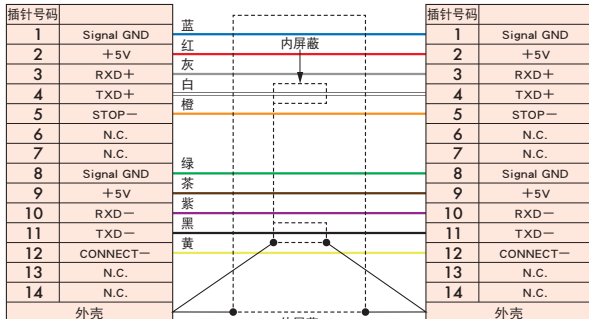 插针号码 插针号码
1 Signal GND 蓝 1 Signal GND
2 +5V 红 2 +5V
内屏蔽
3 RXD+ 灰 3 RXD+
4 TXD+ 白 4 TXD+
5 STOP− 橙 5 STOP−
6 N.C. 6 N.C.
7 N.C. 7 N.C.
8 Signal GND 绿 8 Signal GND
9 +5V 茶 9 +5V
10 RXD− 紫 10 RXD−
11 TXD− 黑 11 TXD−
12 CONNECT− 黄 12 CONNECT−
13 N.C. 13 N.C.
14 N.C. 14 N.C.
外壳 外壳